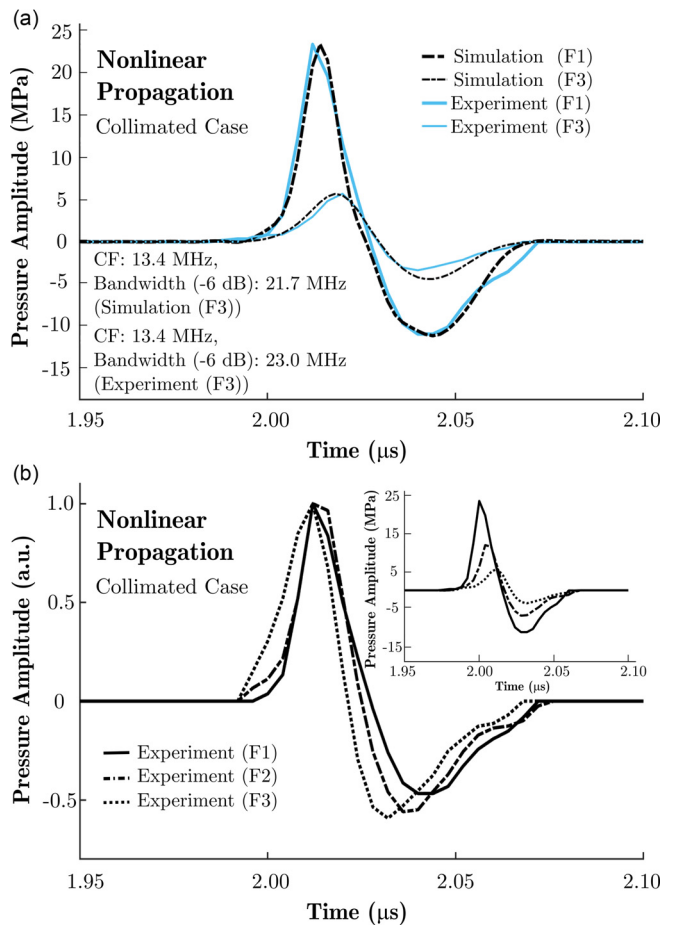 (a)
Pressure Amplitude (MPa)
25
20
15
10
5
0
-5
-10
-15
Nonlinear
Propagation
Collimated Case
Simulation (F1)
Simulation (F3)
Experiment (F1)
Experiment (F3)
CF: 13.4 MHz,
Bandwidth (-6 dB): 21.7 MHz
(Simulation (F3))
CF: 13.4 MHz,
Bandwidth (-6 dB): 23.0 MHz
(Experiment (F3))
1.95
2.00
2.05
2.10
Time (μs)
(b)
Pressure Amplitude (a.u.)
1.0
0.5
0
-0.5
Nonlinear
Propagation
Collimated Case
Pressure Amplitude (MPa)
25
15
5
-5
-15
1.95
2.00
2.05
2.10
Time (μs)
Experiment (F1)
Experiment (F2)
Experiment (F3)
1.95
2.00
2.05
2.10
Time (μs)